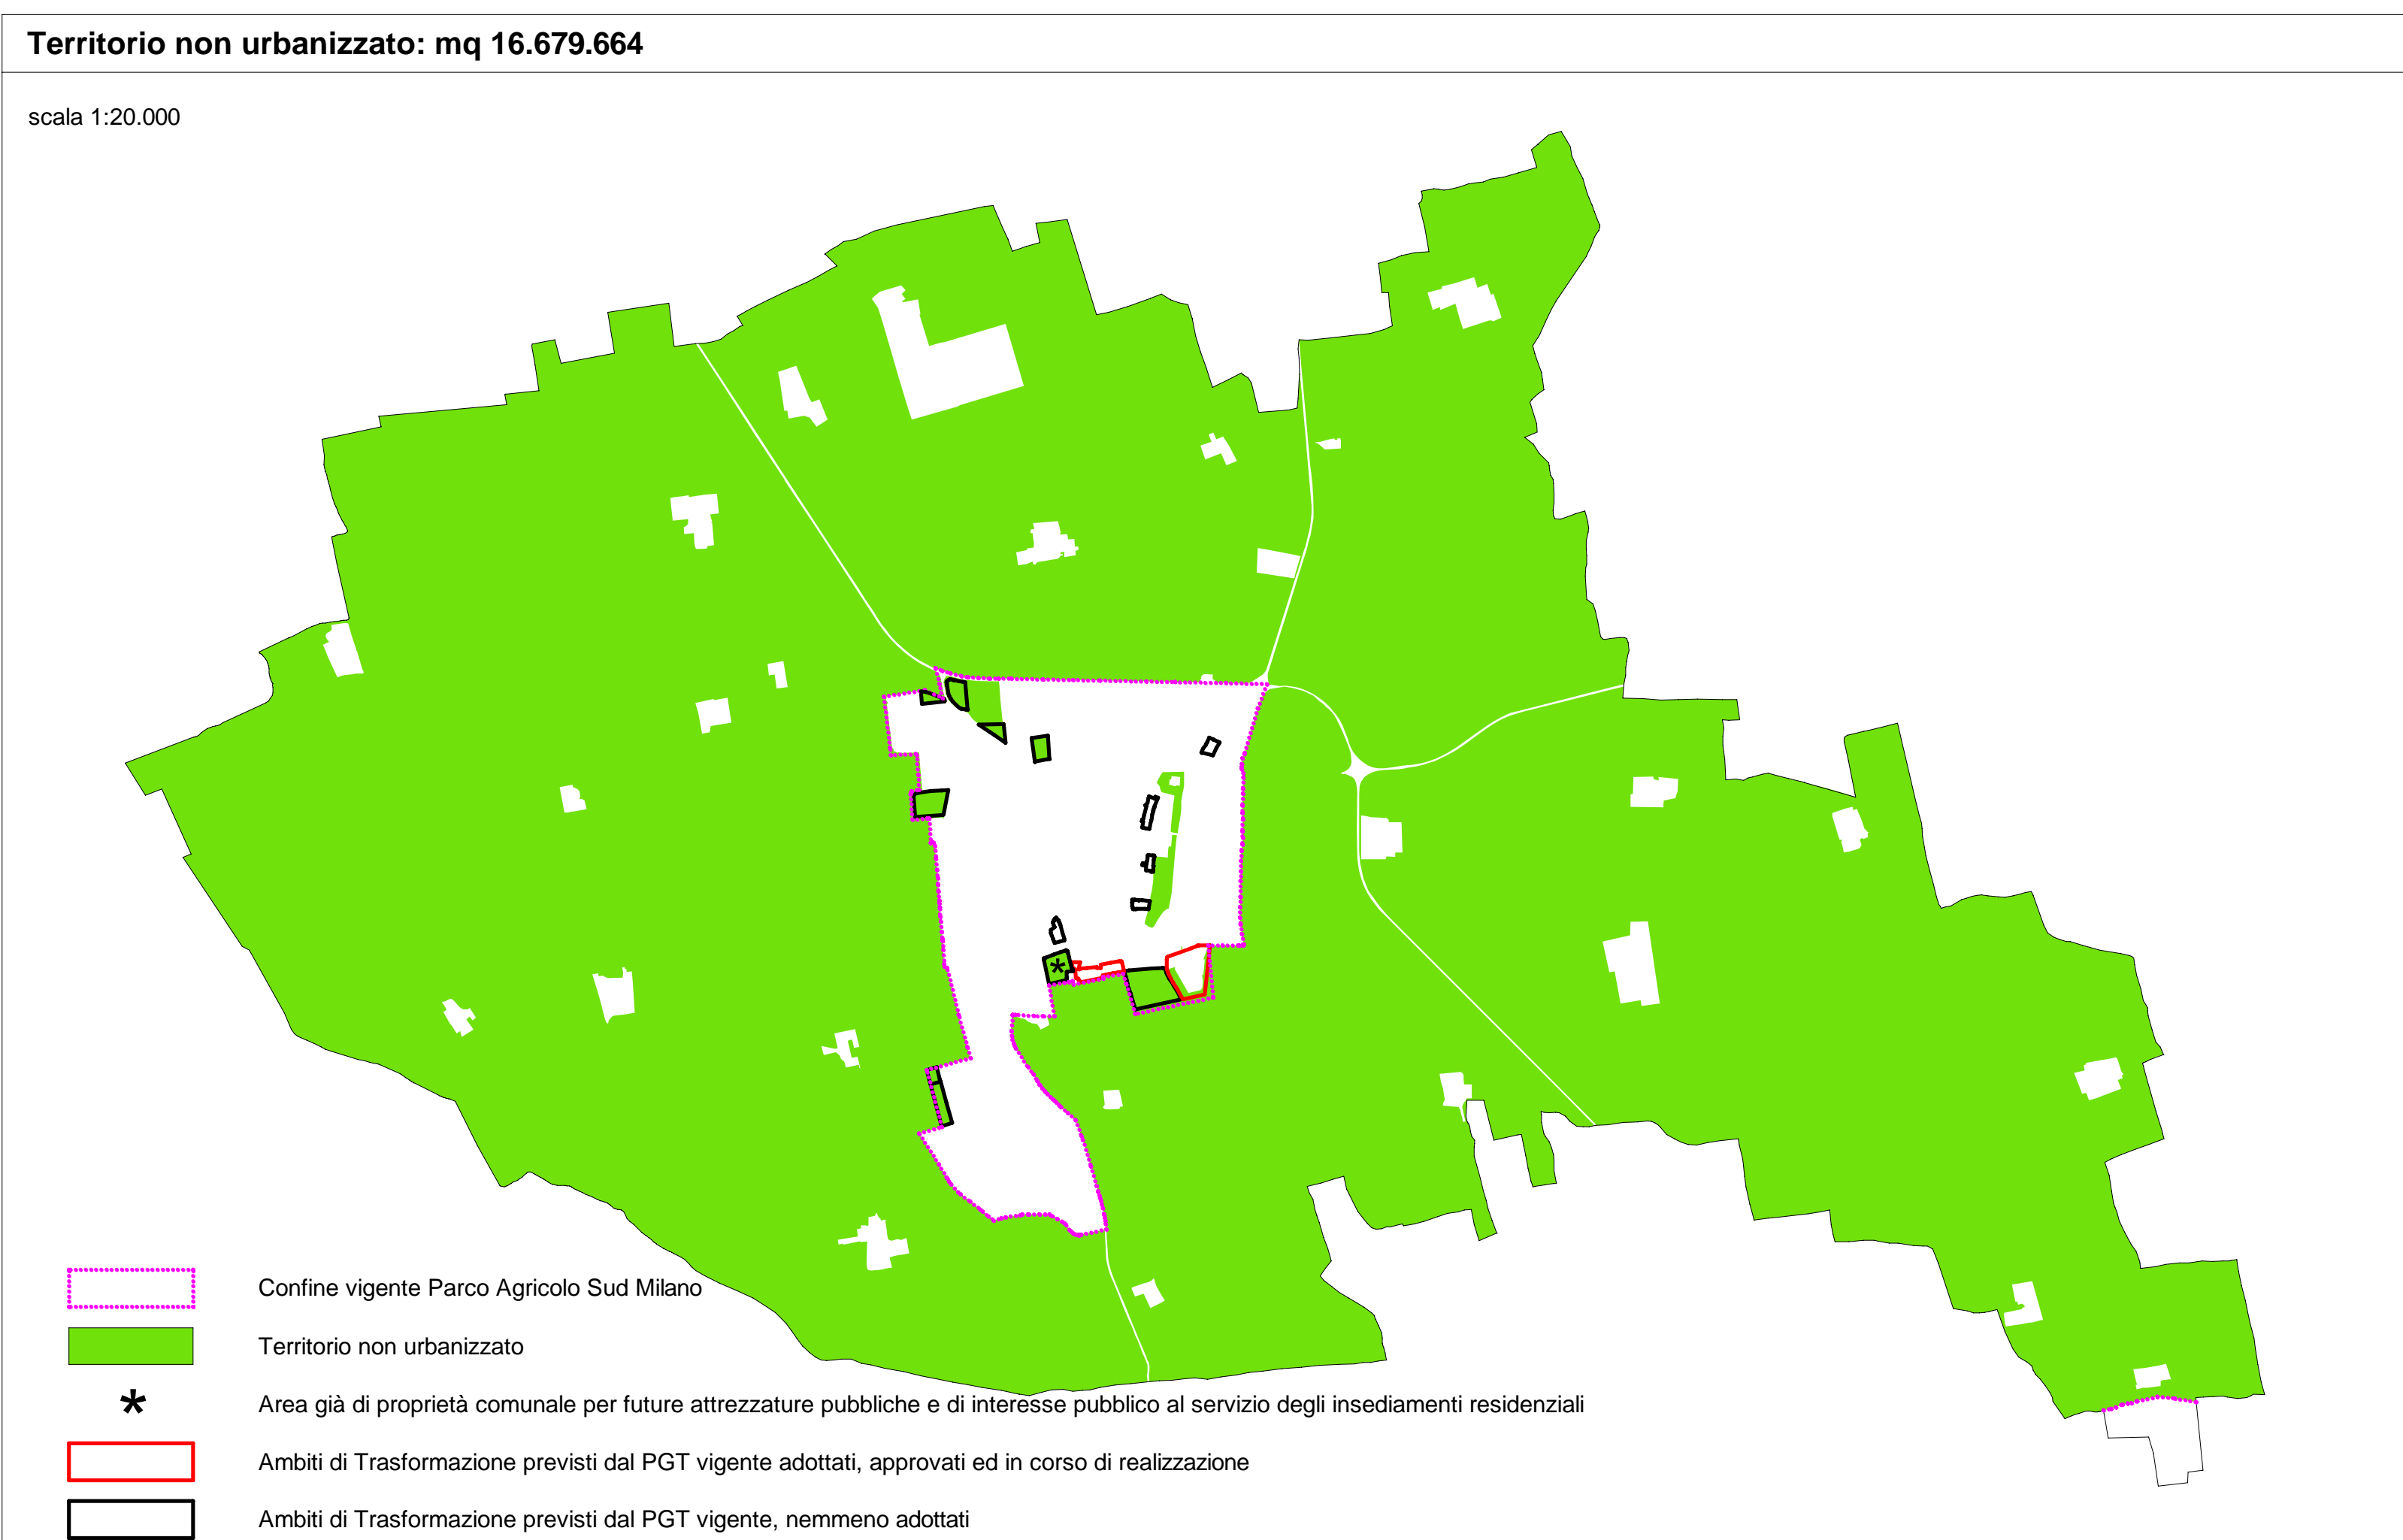 Territorio non urbanizzato: mq 16.679.664
scala 1:20.000
Confine vigente Parco Agricolo Sud Milano
Territorio non urbanizzato
* Area già di proprietà comunale per future attrezzature pubbliche e di interesse pubblico al servizio degli insediamenti residenziali
Ambiti di Trasformazione previsti dal PGT vigente adottati, approvati ed in corso di realizzazione
Ambiti di Trasformazione previsti dal PGT vigente, nemmeno adottati